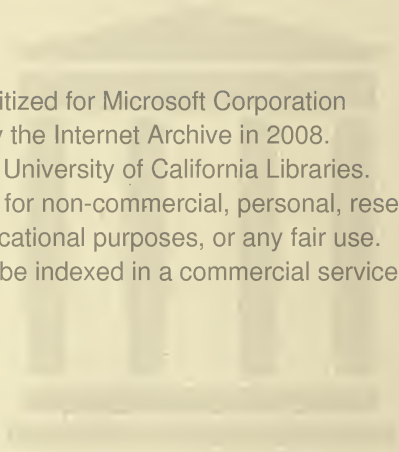 itized for Microsoft Corporation
the Internet Archive in 2008.
University of California Libraries.
for non-commercial, personal, rese
cational purposes, or any fair use.
be indexed in a commercial service